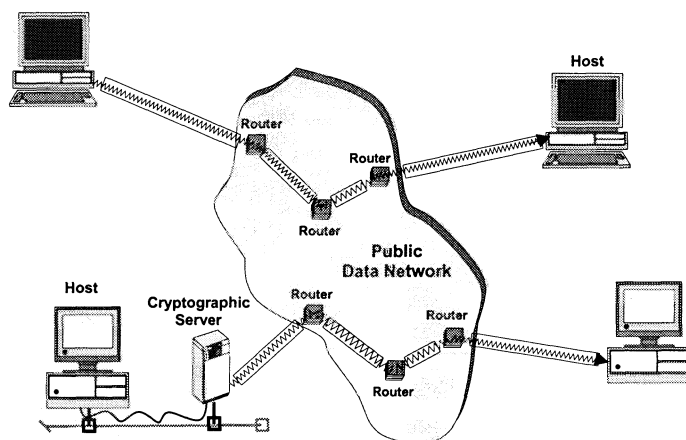 Host
Router
Router
Router
Public
Data Network
Host
Cryptographic
Server
Router
Router
Router